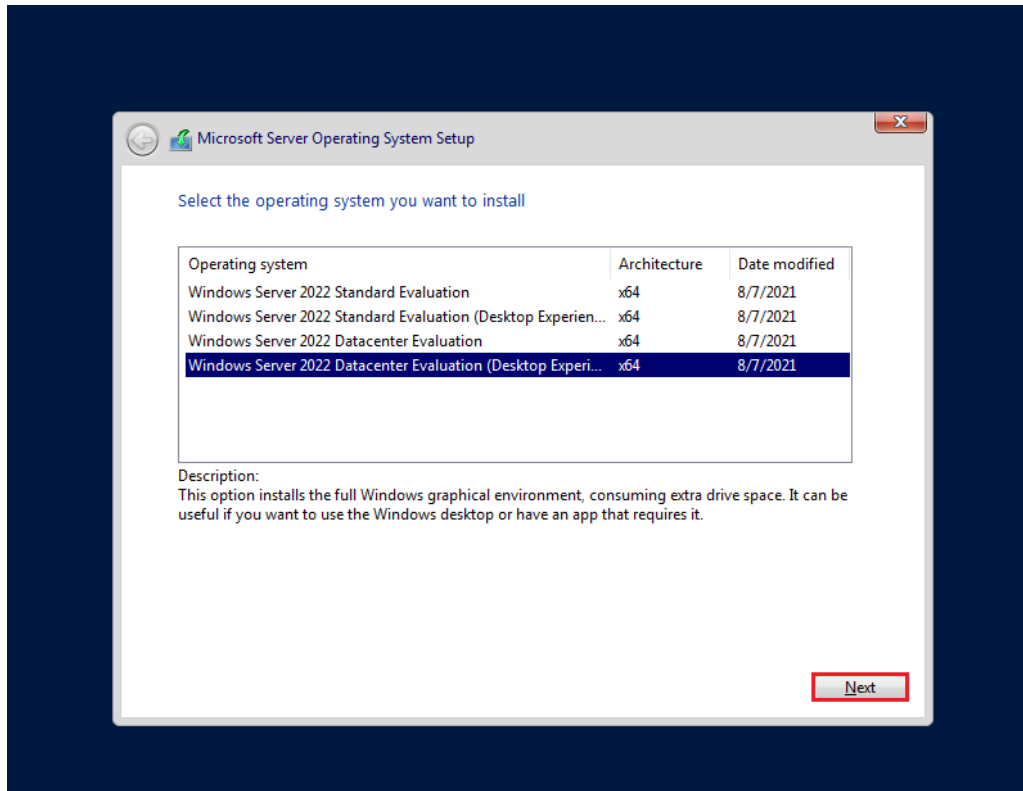 Microsoft Server Operating System Setup
Select the operating system you want to install
Operating system Architecture Date modified
Windows Server 2022 Standard Evaluation x64 8/7/2021
Windows Server 2022 Standard Evaluation (Desktop Experien... x64 8/7/2021
Windows Server 2022 Datacenter Evaluation x64 8/7/2021
Windows Server 2022 Datacenter Evaluation (Desktop Experi... x64 8/7/2021
Description:
This option installs the full Windows graphical environment, consuming extra drive space. It can be
useful if you want to use the Windows desktop or have an app that requires it.
Next